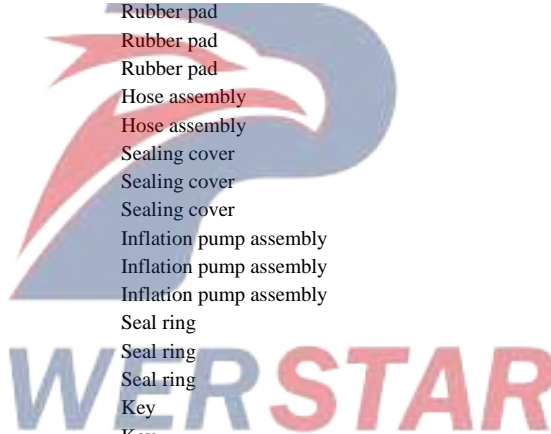 Rubber pad
Rubber pad
Rubber pad
Hose assembly
Hose assembly
Sealing cover
Sealing cover
Sealing cover
Inflation pump assembly
Inflation pump assembly
Inflation pump assembly
Seal ring
Seal ring
Seal ring
Key
Key
WERSTAR